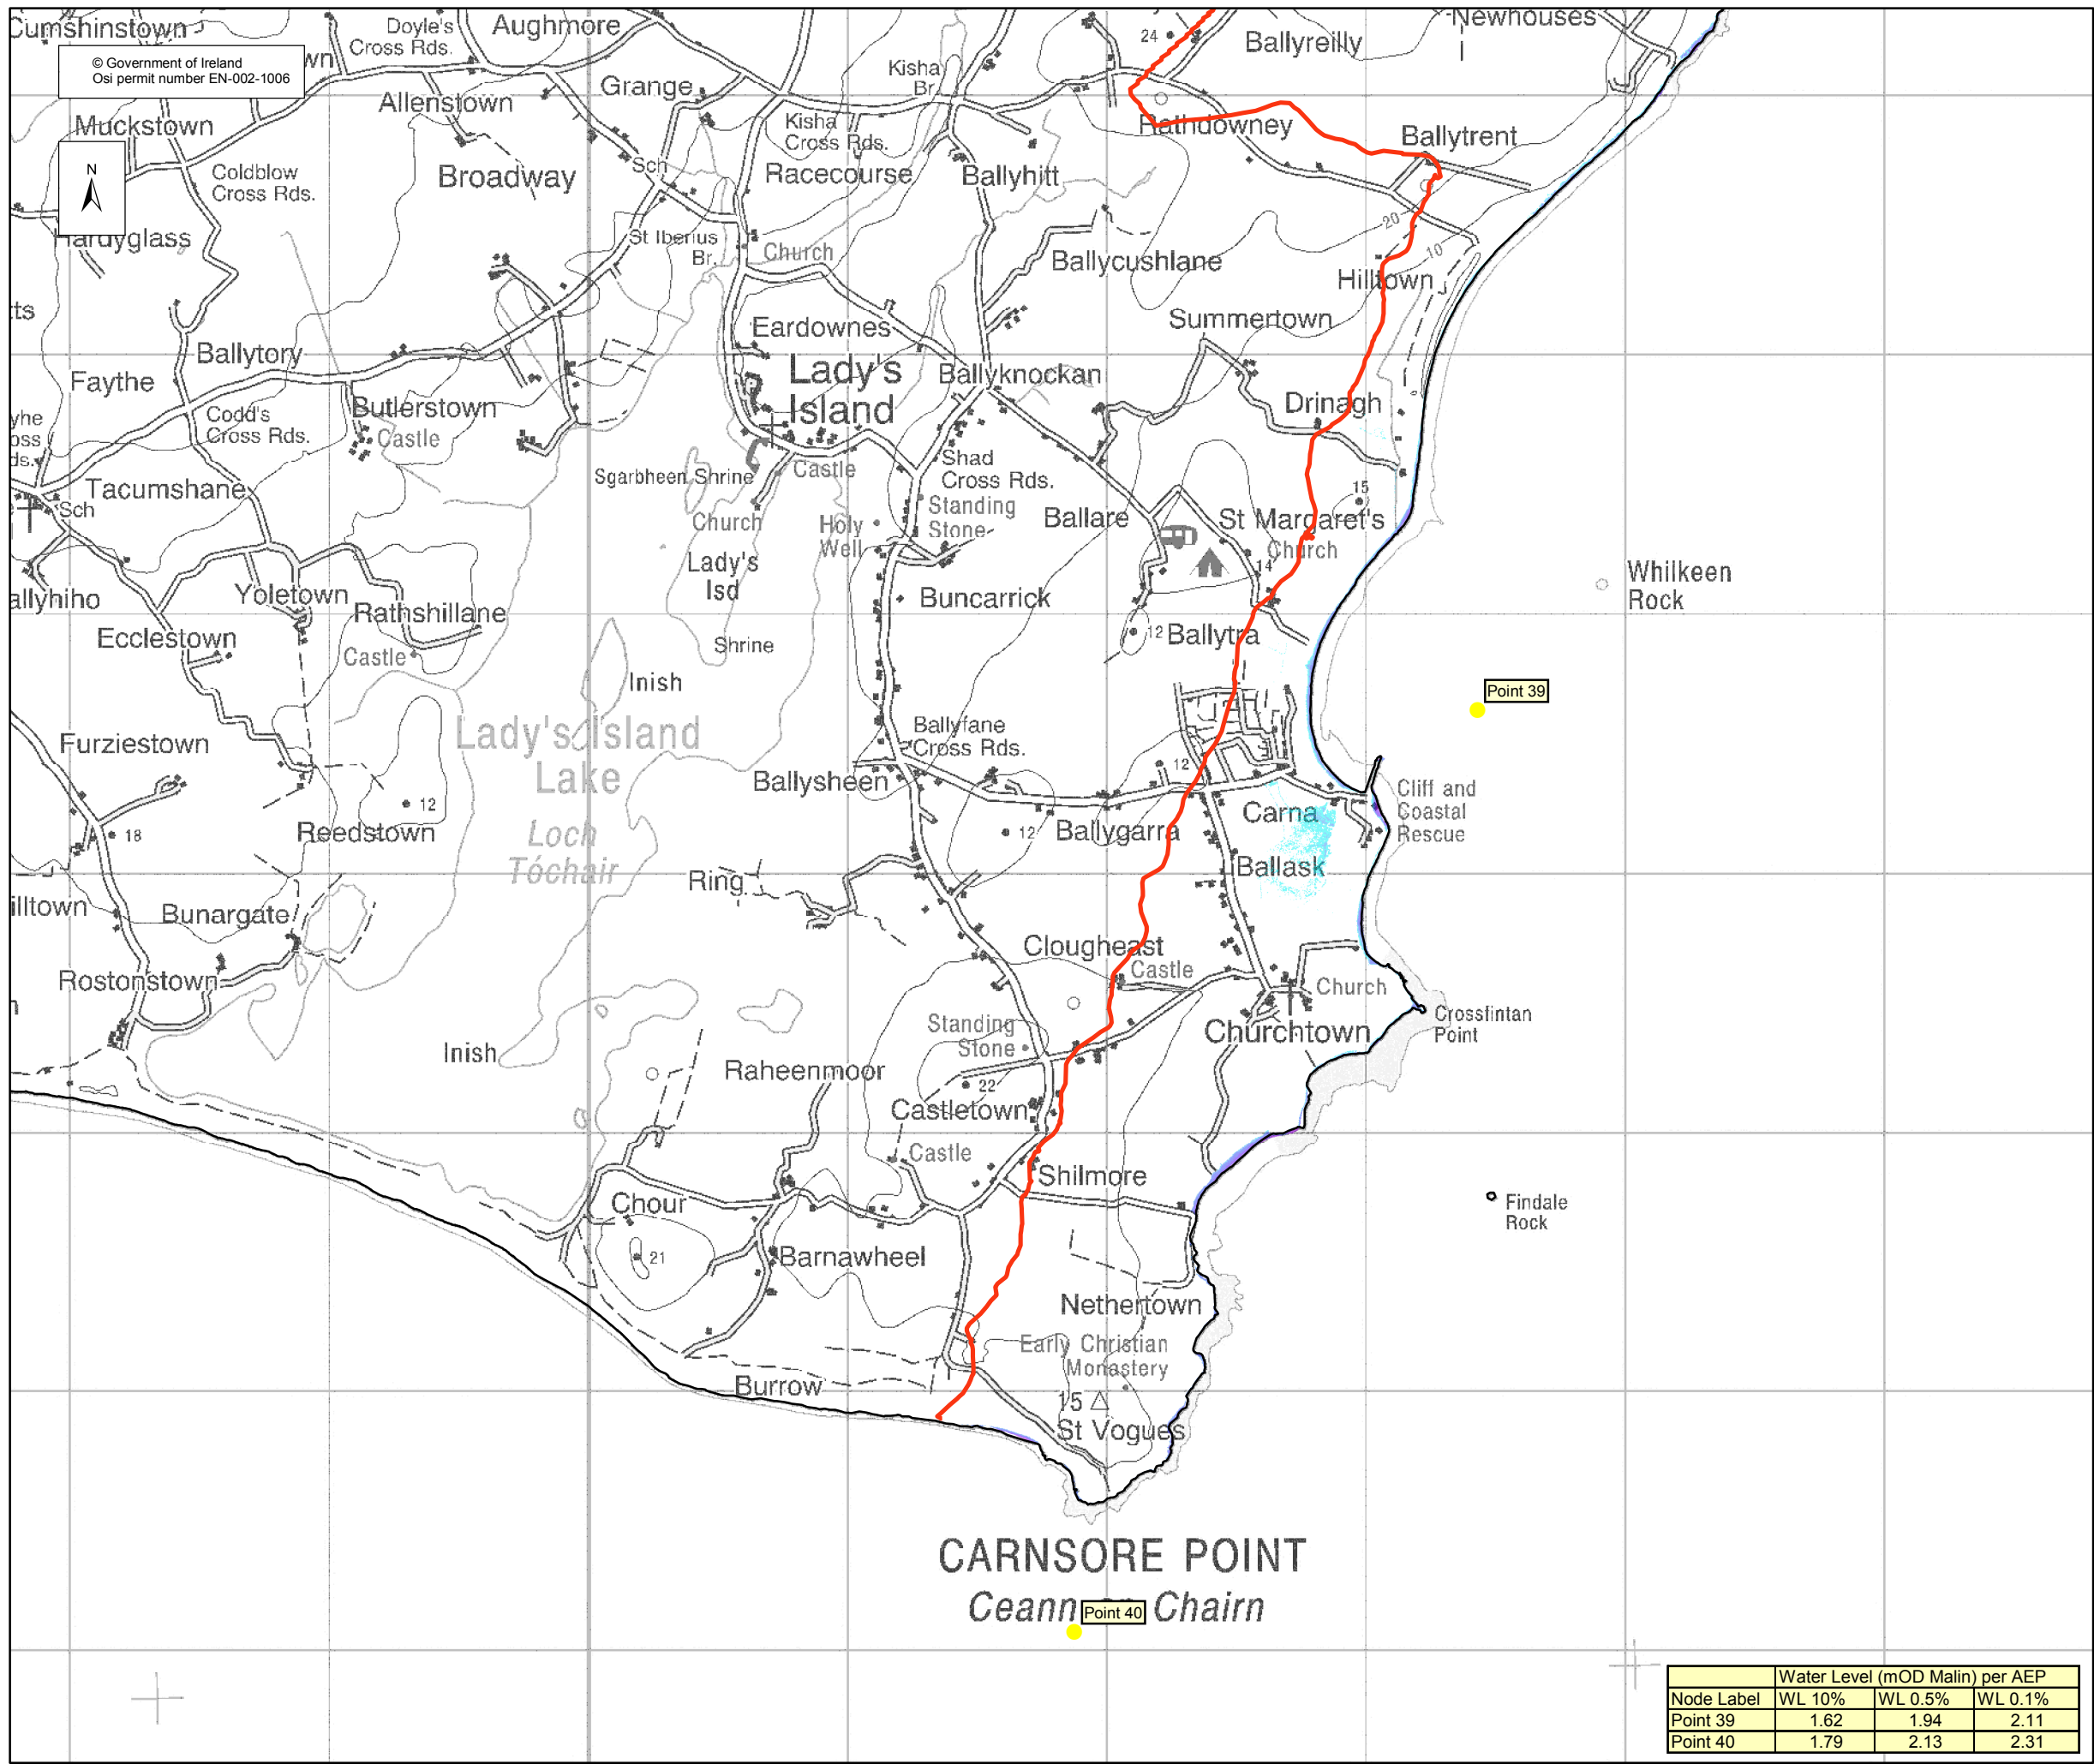 Cumshinstown
Doyle's
Cross Rds.
Aughmore
24
Ballyreilly
Newhouses
© Government of Ireland
Osi permit number EN-002-1006
wn
Kisha
Br.
Grange
Allenstown
Muckstown
Kisha
Cross Rds.
Rathdowney
Ballytrent
N
Coldblow
Cross Rds.
Broadway
Sch
Racecourse
Ballyhitt
Hardyglass
St Iberius
Br.
Church
20
10
Ballycushlane
Hilltown
ts
Eardownes
Summertown
Ballytory
Faythe
Lady's
Island
Ballyknockan
Butlerstown
Castle
Codd's
Cross Rds.
Drinagh
yhe
oss
ds.
Tacumshane
Sch
Sgarbheen Shrine
Castle
Shad
Cross Rds.
15
Church
Holy
Well
Standing
Stone
Ballare
St Margaret's
Church
14
Lady's
Isd
Whilkeen
Rock
allyhiho
Yoletown
Rathshillane
Buncarrick
Ecclestown
Castle
Shrine
12
Ballytra
Inish
Point 39
Furziestown
Lady's Island
Lake
Ballyfane
Cross Rds.
Ballysheen
12
12
Cliff and
Coastal
Rescue
Carna
18
Reedstown
Loch
Tóchair
12
Ballygarra
Ballask
Ring
illtown
Bunargate
Clougheast
Castle
Rostonstown
Church
n
Crossfintan
Point
Inish
Standing
Stone
Churchtown
Raheenmoor
22
Castletown
Castle
Shilmore
Chour
Findale
Rock
21
Barnawheel
Nethertown
Early Christian
Monastery
Burrow
15
St Vogues
CARNSORE POINT
Ceann Chairn
Point 40
Water Level (mOD Malin) per AEP
Node Label WL 10% WL 0.5% WL 0.1%
Point 39 1.62 1.94 2.11
Point 40 1.79 2.13 2.31